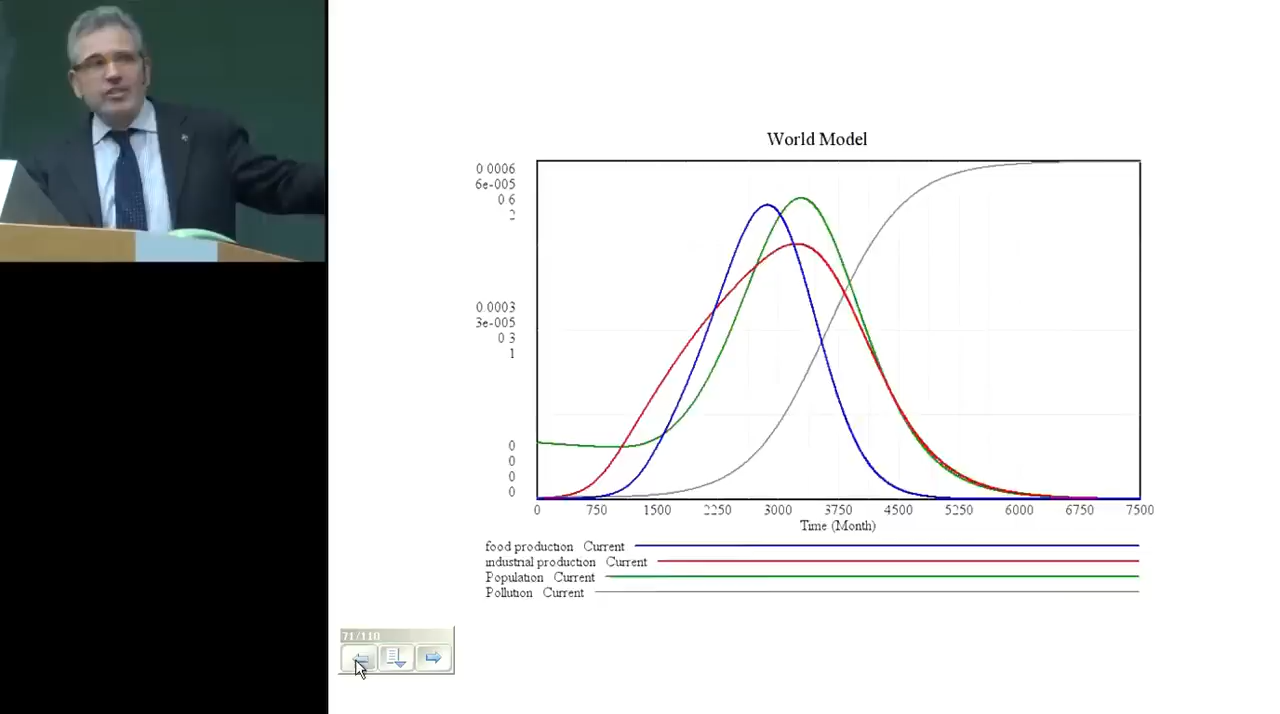 World Model
0 0006
6e-005
0 6
2
0 0003
3e-005
0 3
1
0
0
0
0
0 750 1500 2250 3000 3750 4500 5250 6000 6750 7500
Time (Month)
food production Current
industrial production Current
Population Current
Pollution Current
71/110